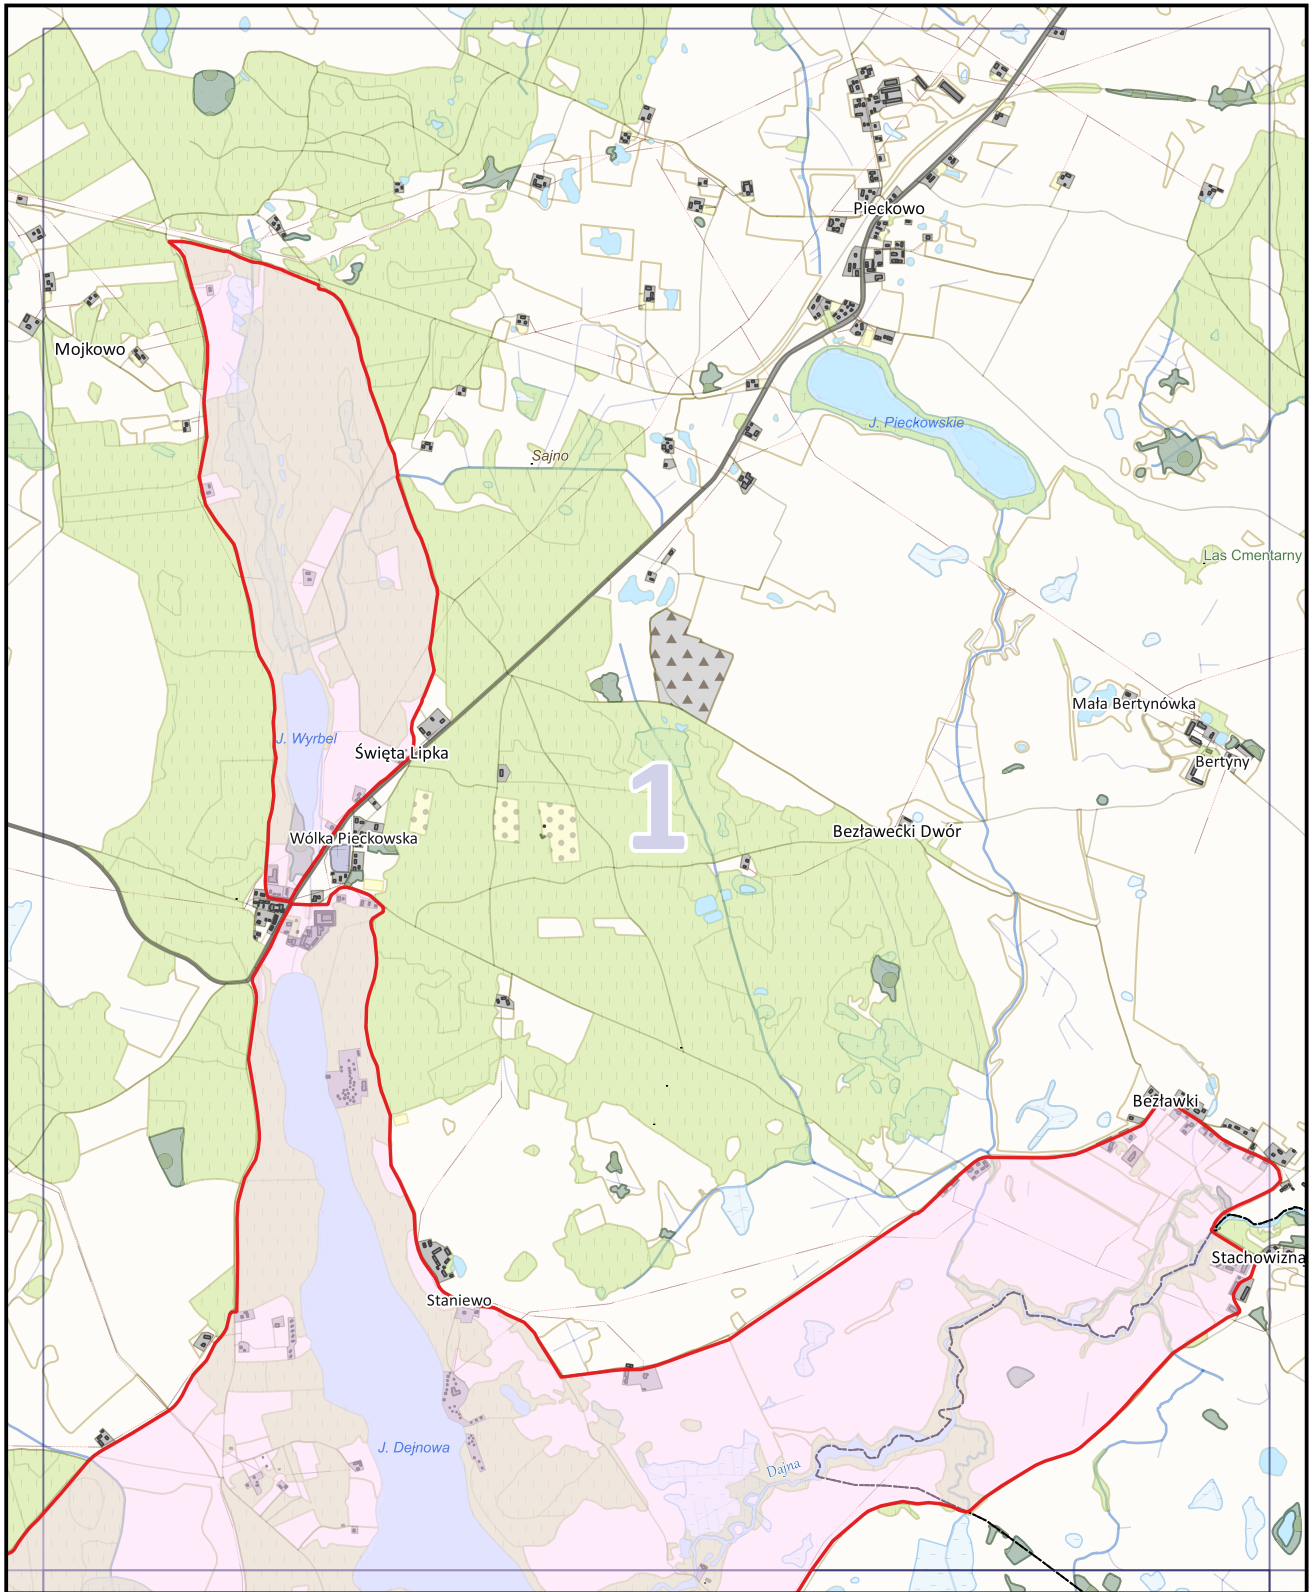 Pieckowo
Mojkowo
J. Pieckowskie
Sajno
Las Cmentarny
Mała Bertynówka
J. Wyrbel
Święta Lipka
Bertyny
1
Wólka Pieckowska
Bezławecki Dwór
Bezławki
Stachowizna
Staniewo
J. Dejnowa
Dajna